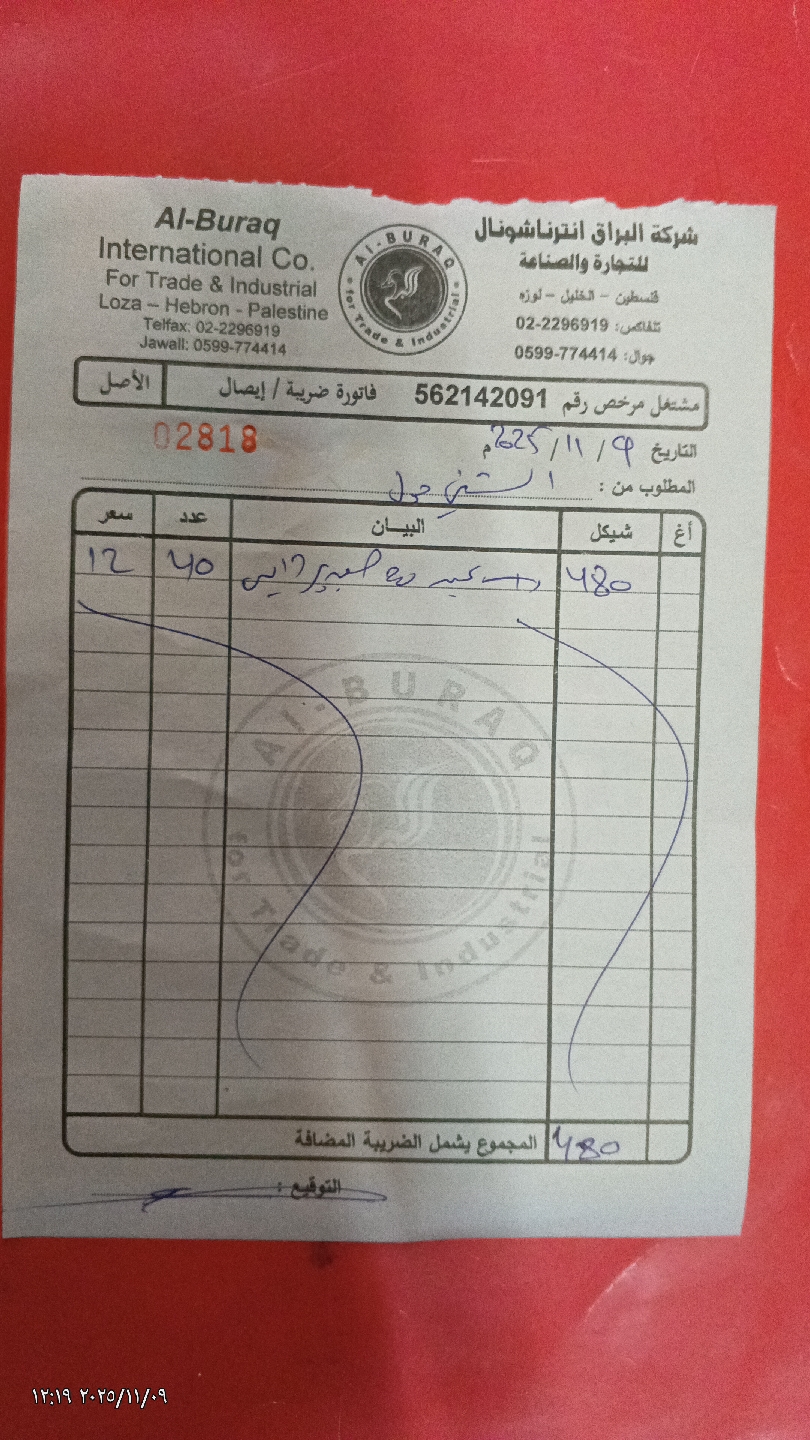 Al-Buraq
International Co.
For Trade & Industrial
Loza – Hebron - Palestine
Telfax: 02-2296919
Jawall: 0599-774414
AL-BURAQ
for Trade & Industrial
شركة البراق انترناشونال
للتجارة والصناعة
فلسطين - الخليل - لوزه
تلفاكس: 02-2296919
جوال: 0599-774414
مشتغل مرخص رقم 562142091 فاتورة ضريبة / إيصال الأصل
02818
التاريخ 9 / 11 / 2025م
المطلوب من :
أغ شيكل البيـــان عدد سعر
480 40 12
Al-BURAQ
for Trade & Industrial
المجموع يشمل الضريبة المضافة 480
التوقيع :
٢٠٢٥/١١/٠٩ ١٢:١٩